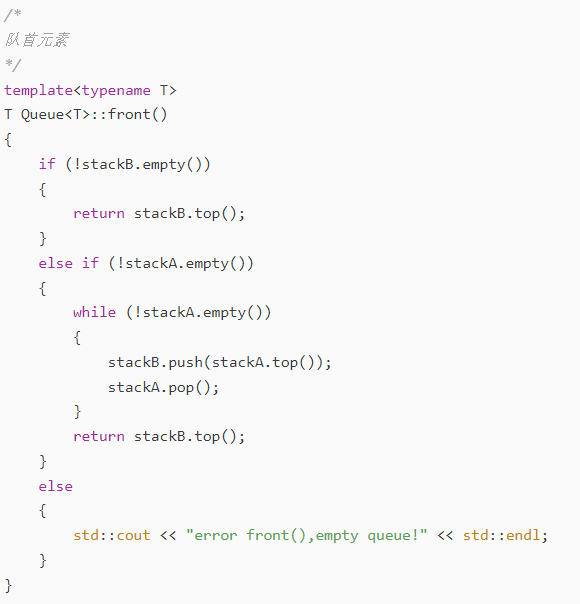 /*
队首元素
*/
template<typename T>
T Queue<T>::front()
{
    if (!stackB.empty())
    {
        return stackB.top();
    }
    else if (!stackA.empty())
    {
        while (!stackA.empty())
        {
            stackB.push(stackA.top());
            stackA.pop();
        }
        return stackB.top();
    }
    else
    {
        std::cout << "error front(),empty queue!" << std::endl;
    }
}